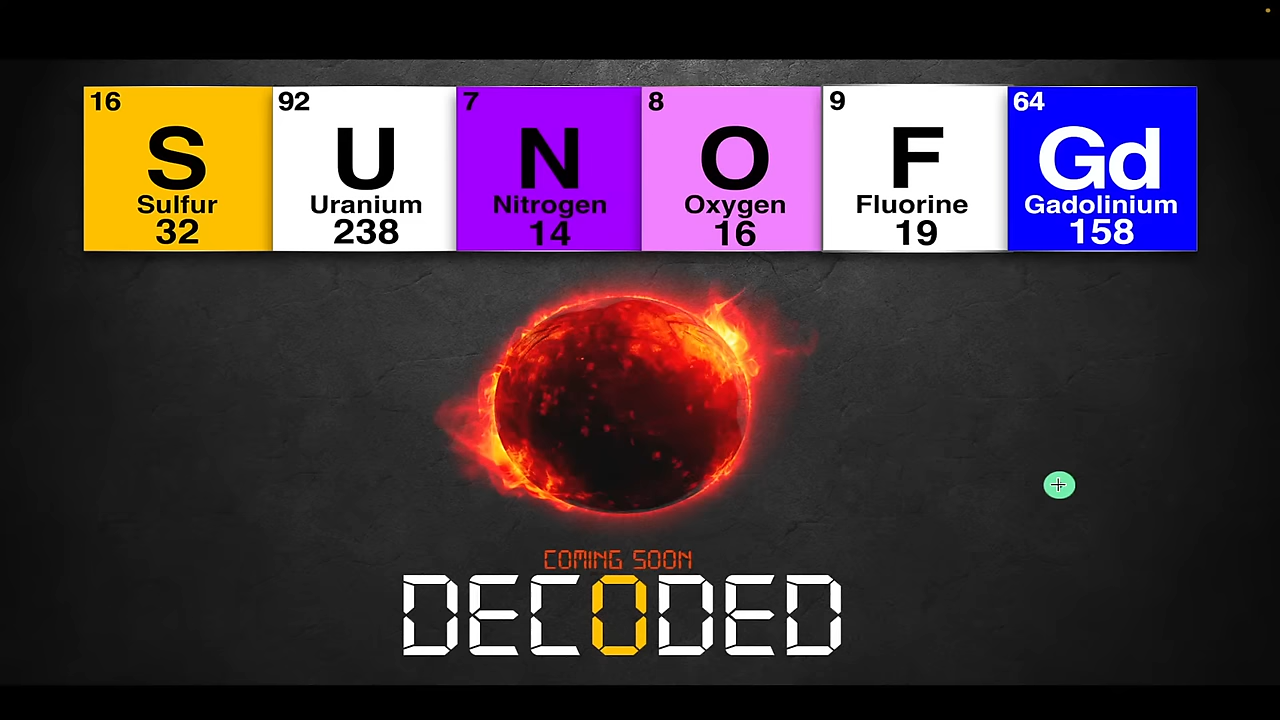 16 92 7 8 9 64
S U N O F Gd
Sulfur Uranium Nitrogen Oxygen Fluorine Gadolinium
32 238 14 16 19 158
COMING SOON
DECODED